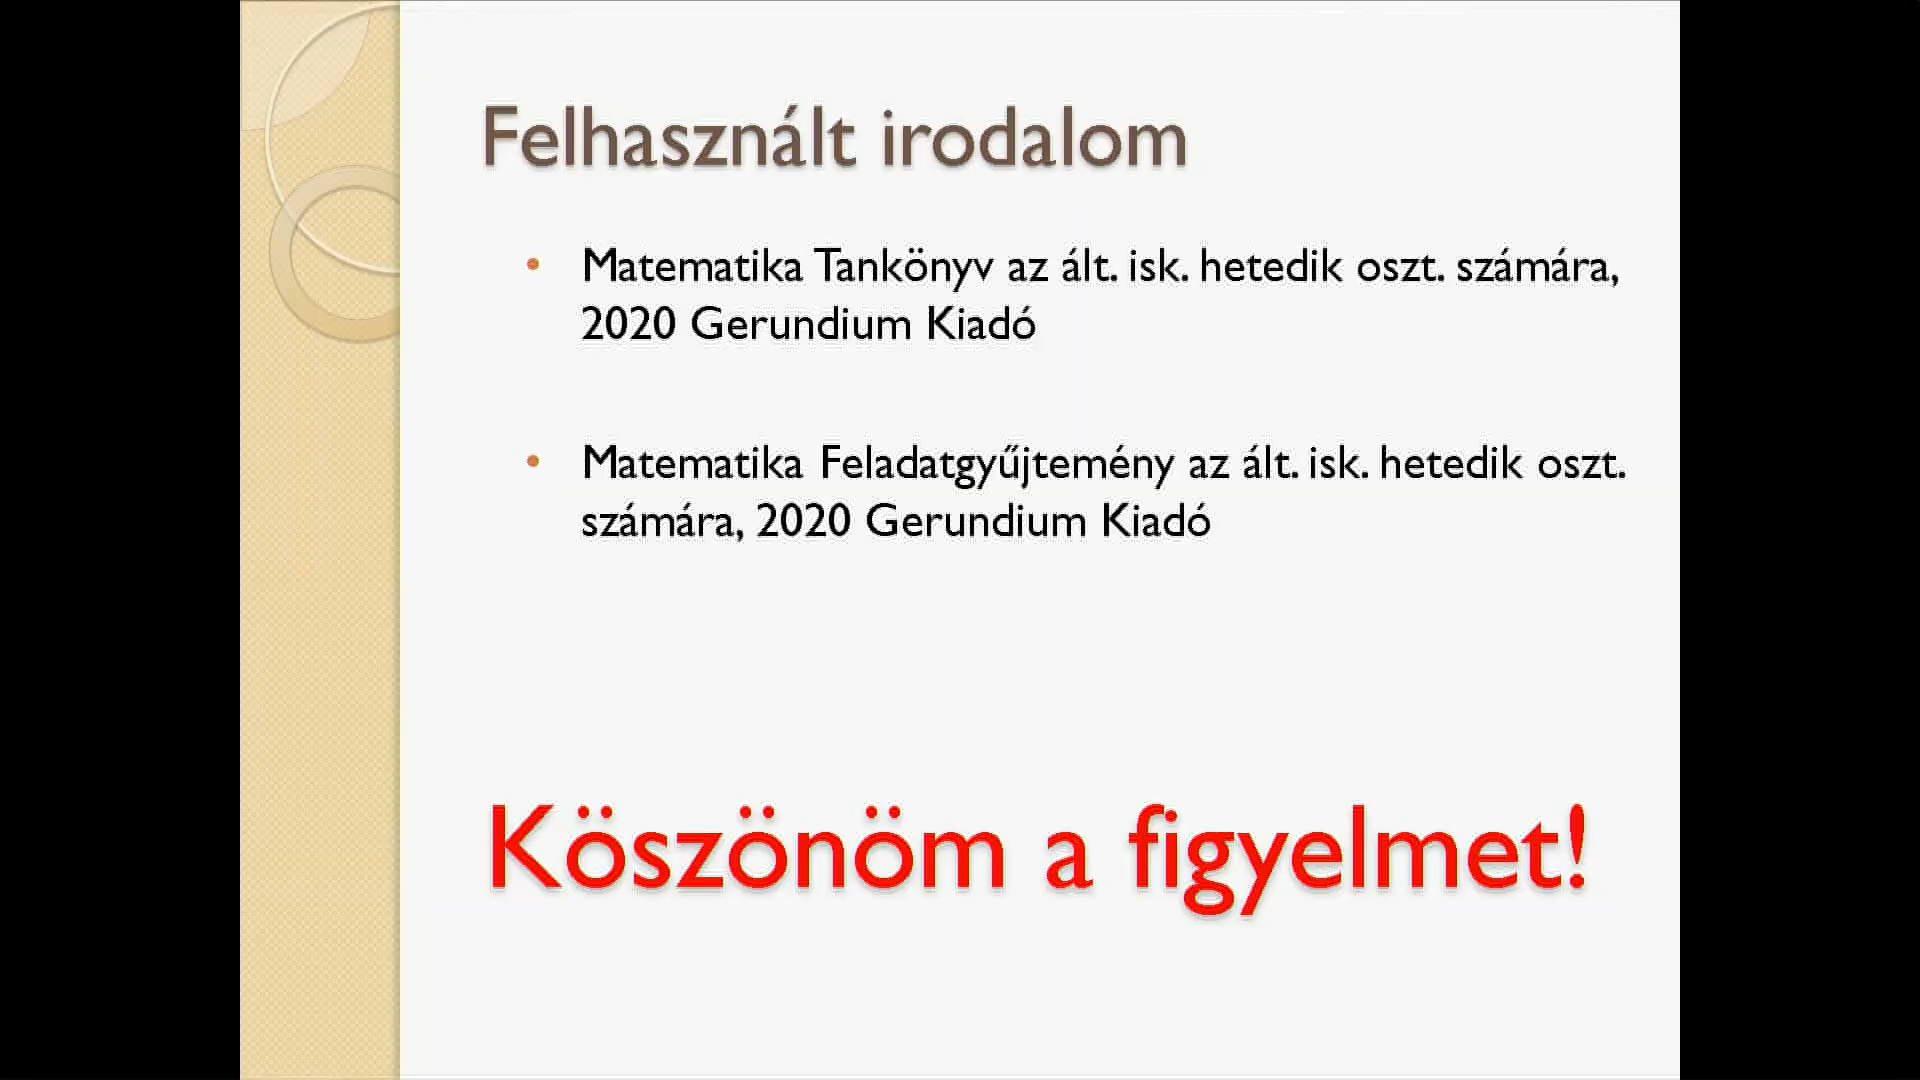 Felhasznált irodalom
• Matematika Tankönyv az ált. isk. hetedik oszt. számára,
2020 Gerundium Kiadó
• Matematika Feladatgyűjtemény az ált. isk. hetedik oszt.
számára, 2020 Gerundium Kiadó
Köszönöm a figyelmet!